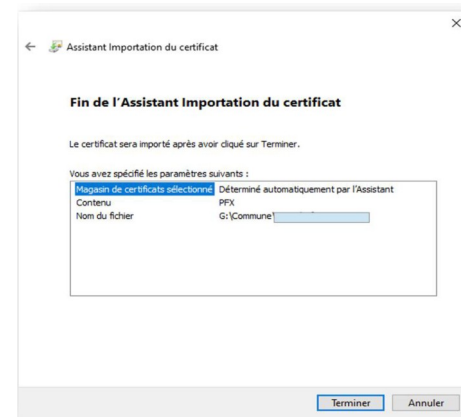 Assistant Importation du certificat
Fin de l'Assistant Importation du certificat
Le certificat sera importé après avoir cliqué sur Terminer.
Vous avez spécifié les paramètres suivants :
Magasin de certificats sélectionné Déterminé automatiquement par l'Assistant
Contenu PFX
Nom du fichier G:\Commune\
Terminer Annuler